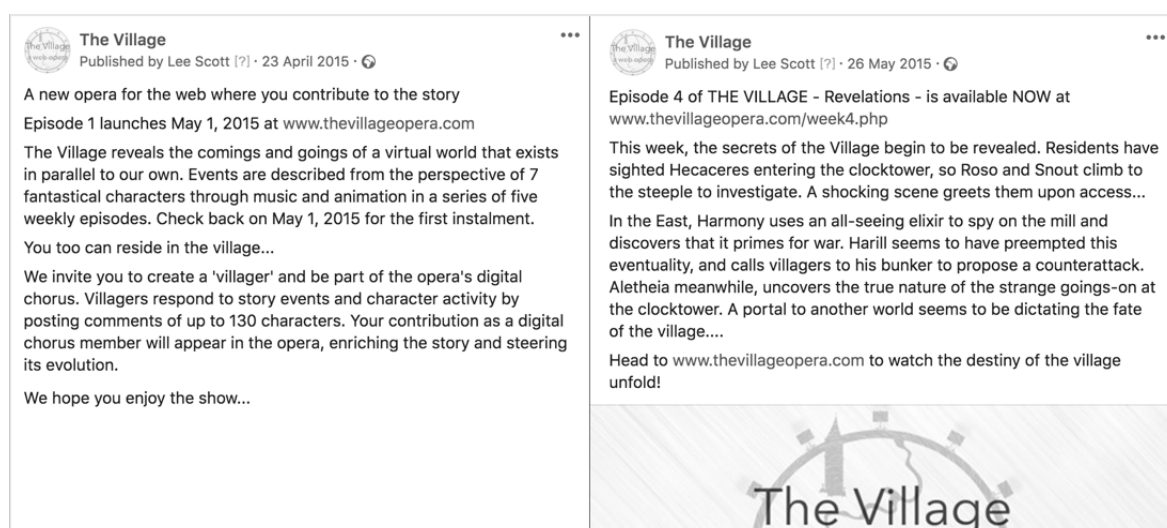 The Village
web opera
The Village
Published by Lee Scott [?] · 23 April 2015 ·
A new opera for the web where you contribute to the story
Episode 1 launches May 1, 2015 at www.thevillageopera.com
The Village reveals the comings and goings of a virtual world that exists
in parallel to our own. Events are described from the perspective of 7
fantastical characters through music and animation in a series of five
weekly episodes. Check back on May 1, 2015 for the first instalment.
You too can reside in the village...
We invite you to create a 'villager' and be part of the opera's digital
chorus. Villagers respond to story events and character activity by
posting comments of up to 130 characters. Your contribution as a digital
chorus member will appear in the opera, enriching the story and steering
its evolution.
We hope you enjoy the show...
The Village
web opera
The Village
Published by Lee Scott [?] · 26 May 2015 ·
Episode 4 of THE VILLAGE - Revelations - is available NOW at
www.thevillageopera.com/week4.php
This week, the secrets of the Village begin to be revealed. Residents have
sighted Hecaceres entering the clocktower, so Roso and Snout climb to
the steeple to investigate. A shocking scene greets them upon access...
In the East, Harmony uses an all-seeing elixir to spy on the mill and
discovers that it primes for war. Harill seems to have preempted this
eventuality, and calls villagers to his bunker to propose a counterattack.
Aletheia meanwhile, uncovers the true nature of the strange goings-on at
the clocktower. A portal to another world seems to be dictating the fate
of the village....
Head to www.thevillageopera.com to watch the destiny of the village
unfold!
The Village